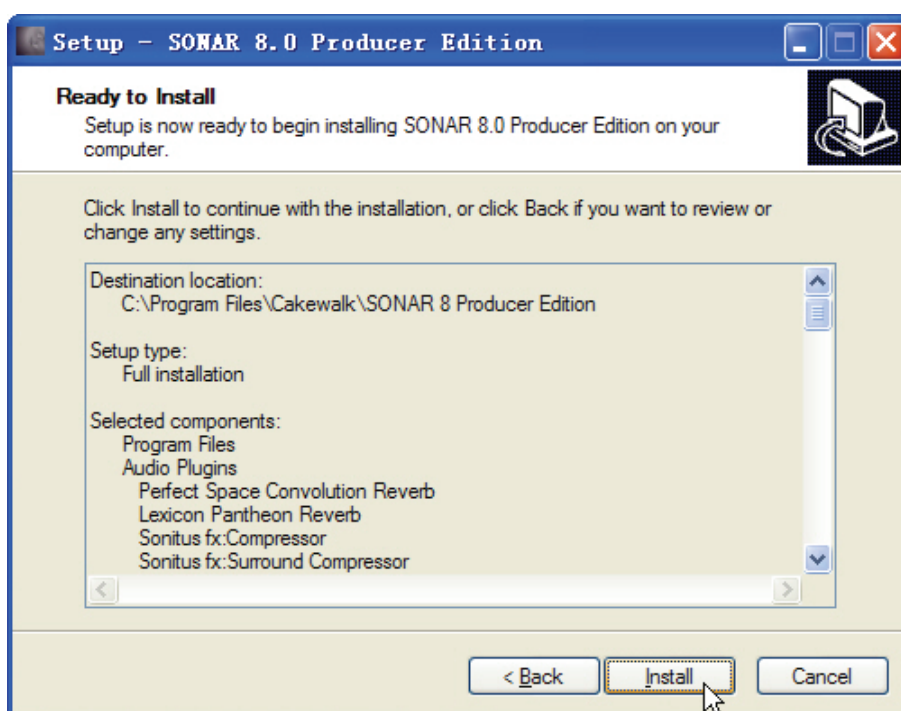 Setup - SONAR 8.0 Producer Edition
Ready to Install
Setup is now ready to begin installing SONAR 8.0 Producer Edition on your
computer.
Click Install to continue with the installation, or click Back if you want to review or
change any settings.
Destination location:
C:\Program Files\Cakewalk\SONAR 8 Producer Edition
Setup type:
Full installation
Selected components:
Program Files
Audio Plugins
Perfect Space Convolution Reverb
Lexicon Pantheon Reverb
Sonitus fx:Compressor
Sonitus fx:Surround Compressor
< Back
Install
Cancel